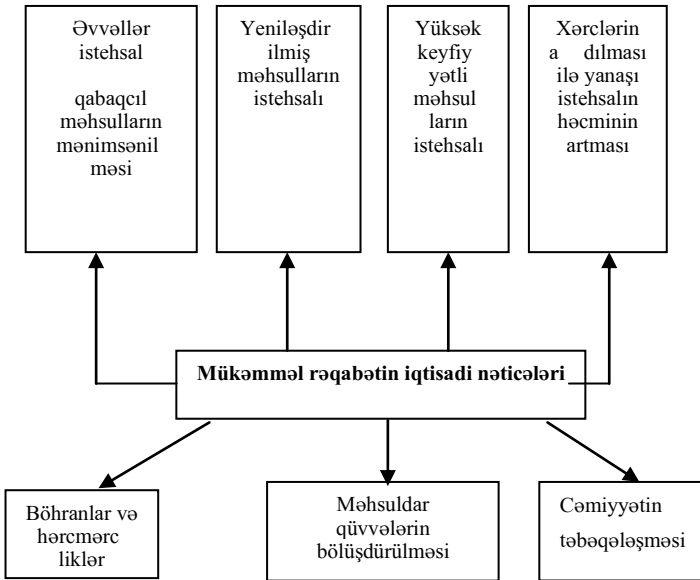 Əvvəllər
istehsal
qabaqcıl
məhsulların
mənimsənil
məsi
Yeniləşdir
ilmiş
məhsulların
istehsalı
Yüksək
keyfiy
yətli
məhsul
ların
istehsalı
Xərclərin
a dılması
ilə yanaşı
istehsalın
həcminin
artması
Mükəmməl rəqabətin iqtisadi nəticələri
Böhranlar və
hərcmərc
liklər
Məhsuldar
qüvvələrin
bölüşdürülməsi
Cəmiyyətin
təbəqələşməsi